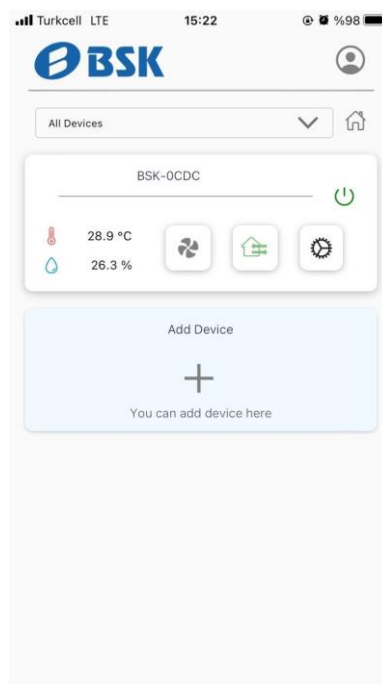 Turkcell LTE 15:22 %98
BSK
All Devices
BSK-0CDC
28.9 °C
26.3 %
Add Device
You can add device here